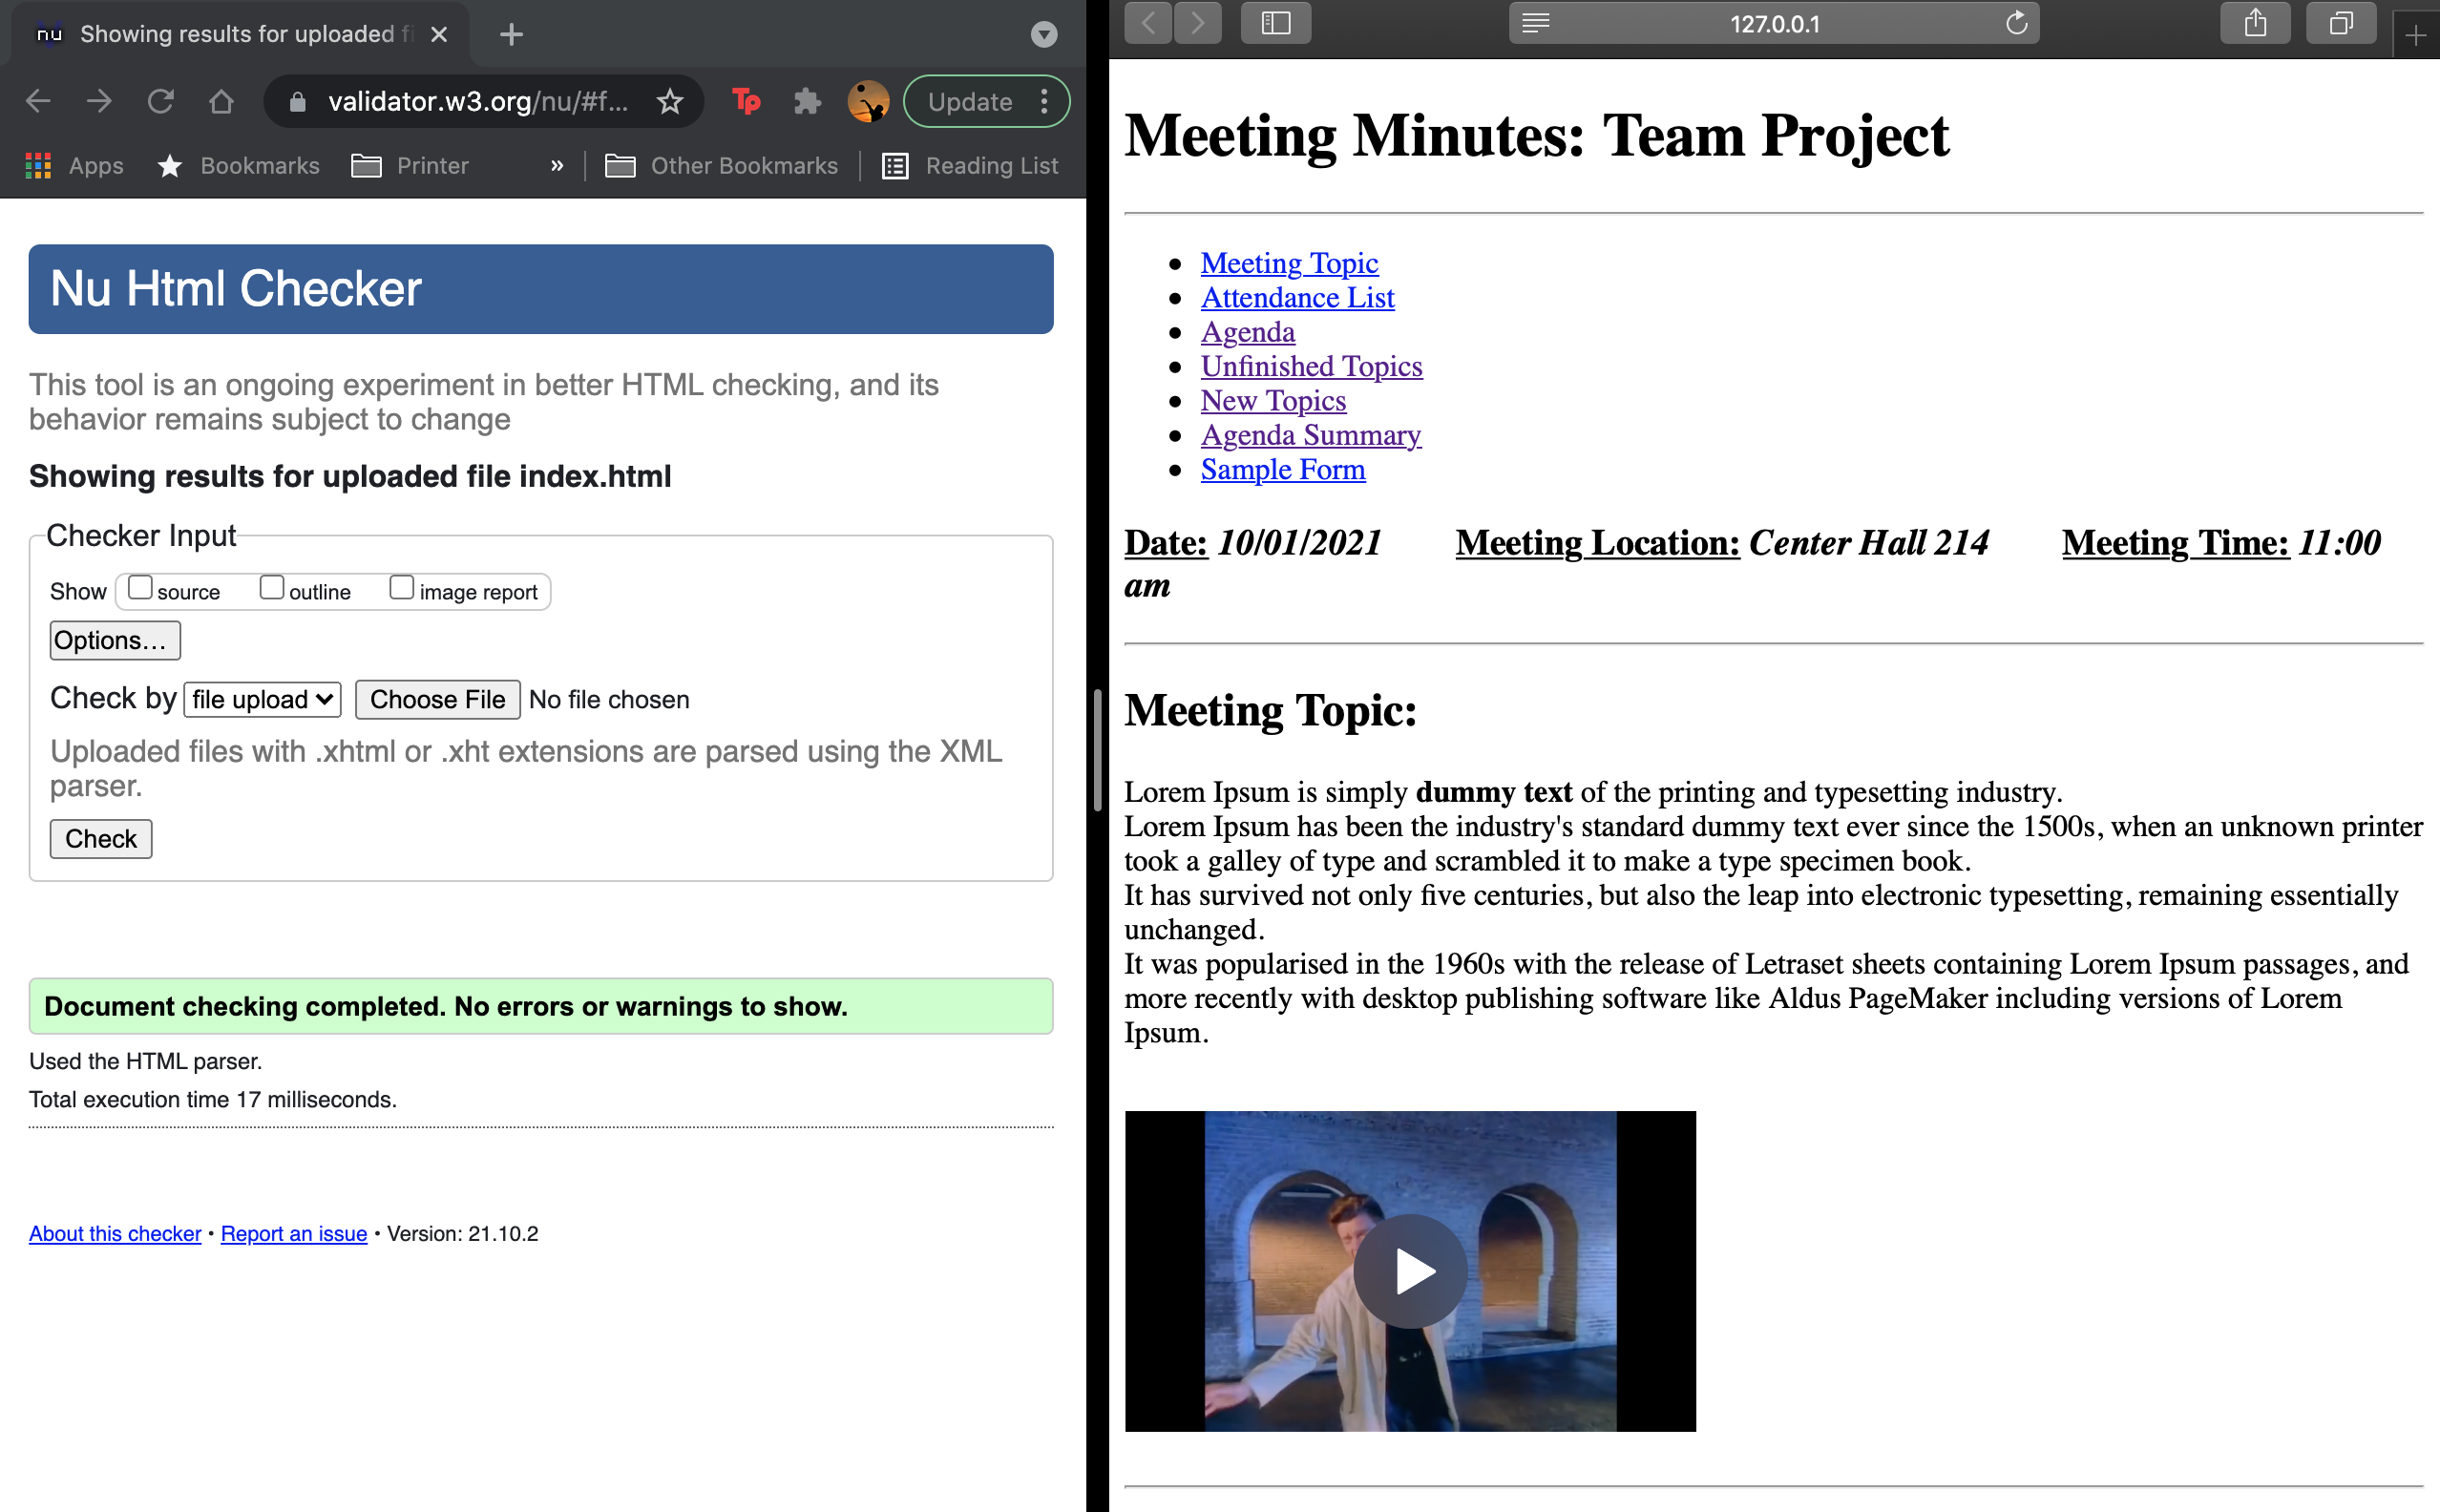 nu Showing results for uploaded fi
validator.w3.org/nu/#f...
Tp
Update
Apps
Bookmarks
Printer
»
Other Bookmarks
Reading List
Nu Html Checker
This tool is an ongoing experiment in better HTML checking, and its
behavior remains subject to change
Showing results for uploaded file index.html
Checker Input
Show source outline image report
Options...
Check by file upload Choose File No file chosen
Uploaded files with .xhtml or .xht extensions are parsed using the XML
parser.
Check
Document checking completed. No errors or warnings to show.
Used the HTML parser.
Total execution time 17 milliseconds.
About this checker • Report an issue • Version: 21.10.2
127.0.0.1
Meeting Minutes: Team Project
• Meeting Topic
• Attendance List
• Agenda
• Unfinished Topics
• New Topics
• Agenda Summary
• Sample Form
Date: 10/01/2021 Meeting Location: Center Hall 214 Meeting Time: 11:00
am
Meeting Topic:
Lorem Ipsum is simply dummy text of the printing and typesetting industry.
Lorem Ipsum has been the industry's standard dummy text ever since the 1500s, when an unknown printer
took a galley of type and scrambled it to make a type specimen book.
It has survived not only five centuries, but also the leap into electronic typesetting, remaining essentially
unchanged.
It was popularised in the 1960s with the release of Letraset sheets containing Lorem Ipsum passages, and
more recently with desktop publishing software like Aldus PageMaker including versions of Lorem
Ipsum.